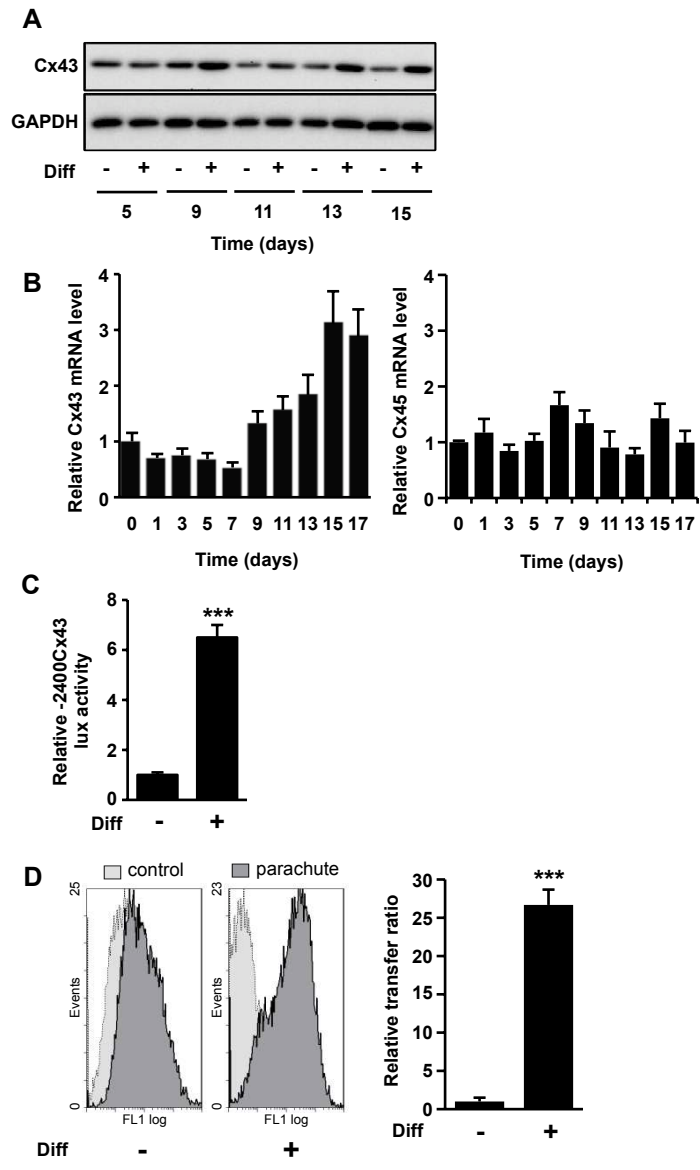 A
Cx43
GAPDH
Diff - + - + - + - + - +
5 9 11 13 15
Time (days)
B
Relative Cx43 mRNA level
4
3
2
1
0
0 1 3 5 7 9 11 13 15 17
Time (days)
Relative Cx45 mRNA level
4
3
2
1
0
0 1 3 5 7 9 11 13 15 17
Time (days)
C
Relative -2400Cx43
lux activity
8
6
4
2
0
***
Diff - +
D
control parachute
25
Events
0
FL1 log
23
Events
0
FL1 log
Diff - +
Relative transfer ratio
30
25
20
15
10
5
0
***
Diff - +